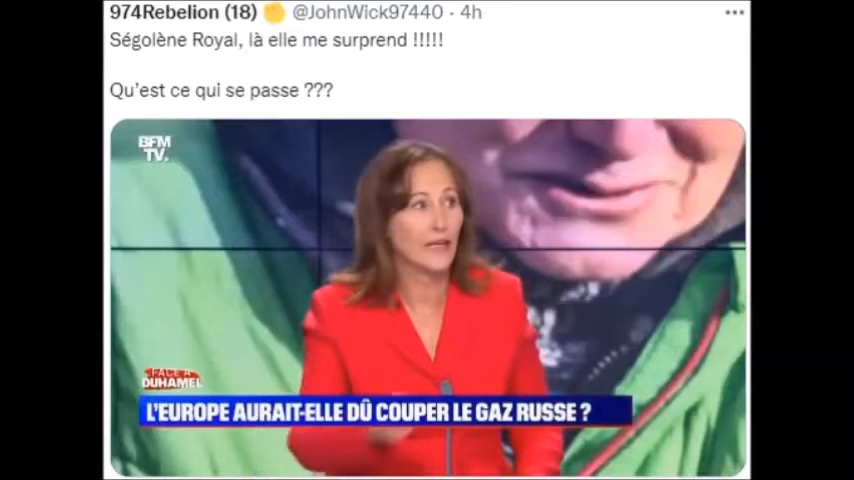 974Rebelion (18) ✊ @JohnWick97440 · 4h
Ségolène Royal, là elle me surprend !!!!!
Qu’est ce qui se passe ???
BFM
TV.
FACE À
DUHAMEL
L'EUROPE AURAIT-ELLE DÛ COUPER LE GAZ RUSSE ?